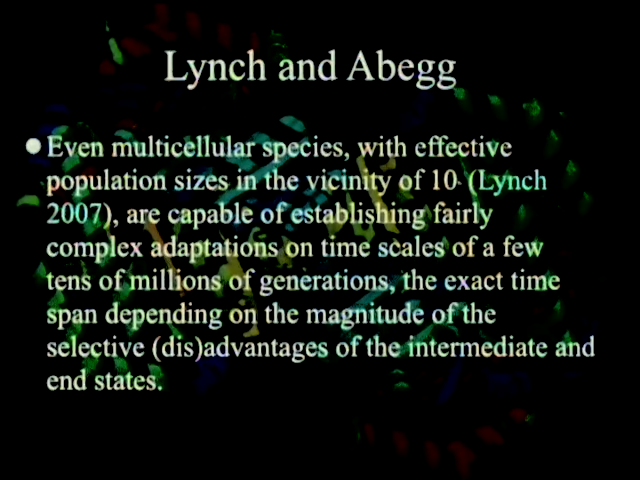 Lynch and Abegg
Even multicellular species, with effective
population sizes in the vicinity of 10 (Lynch
2007), are capable of establishing fairly
complex adaptations on time scales of a few
tens of millions of generations, the exact time
span depending on the magnitude of the
selective (dis)advantages of the intermediate and
end states.